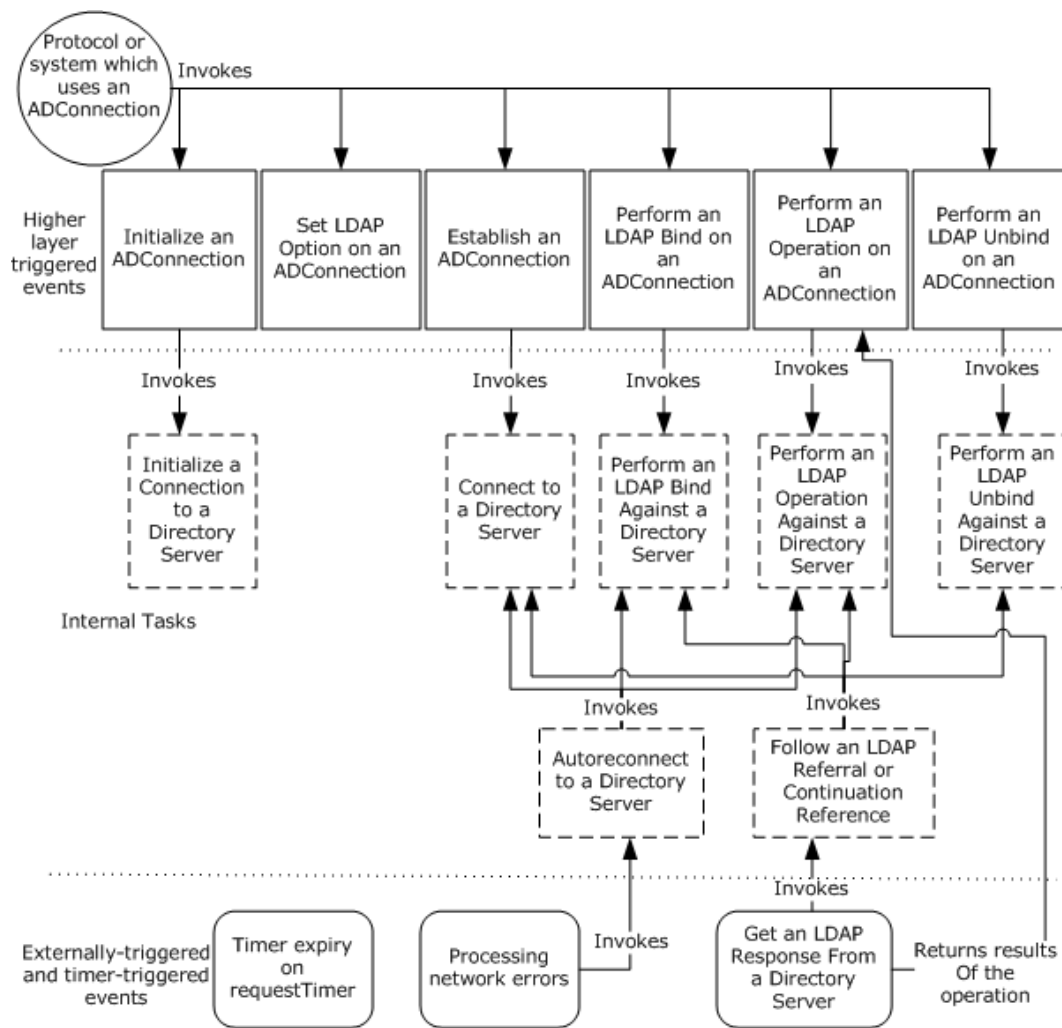 Protocol or
system which
uses an
ADConnection
Invokes
Higher
layer
triggered
events
Initialize an
ADConnection
Set LDAP
Option on an
ADConnection
Establish an
ADConnection
Perform an
LDAP Bind on
an
ADConnection
Perform an
LDAP
Operation on
an
ADConnection
Perform an
LDAP Unbind
on an
ADConnection
Invokes
Invokes
Invokes
Invokes
Invokes
Initialize a
Connection
to a
Directory
Server
Connect to
a Directory
Server
Perform an
LDAP Bind
Against a
Directory
Server
Perform an
LDAP
Operation
Against a
Directory
Server
Perform an
LDAP
Unbind
Against a
Directory
Server
Internal Tasks
Invokes
Invokes
Autoreconnect
to a Directory
Server
Follow an LDAP
Referral or
Continuation
Reference
Invokes
Externally-triggered
and timer-triggered
events
Timer expiry
on
requestTimer
Processing
network errors
Invokes
Get an LDAP
Response From
a Directory
Server
Returns results
Of the
operation